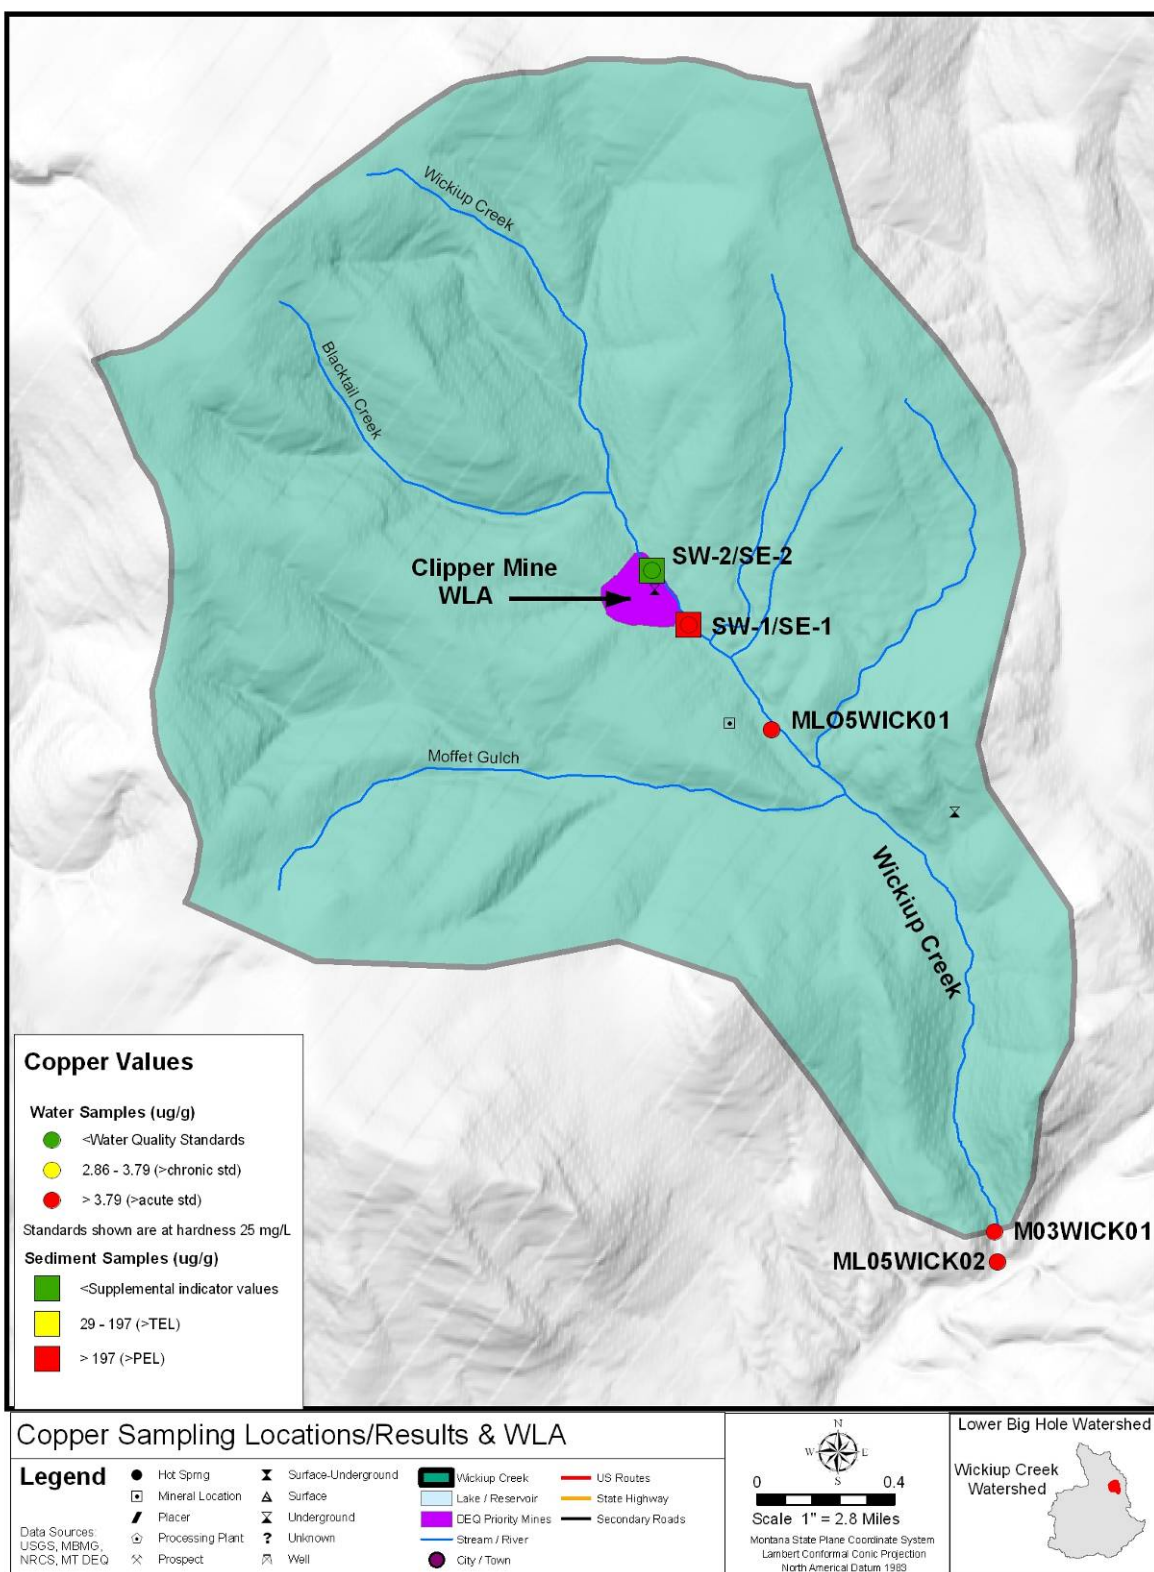 Wickiup Creek
Blacktail Creek
SW-2/SE-2
Clipper Mine
WLA
SW-1/SE-1
MLO5WICK01
Moffet Gulch
Wickiup Creek
M03WICK01
ML05WICK02
Copper Values
Water Samples (ug/g)
<Water Quality Standards
2.86 - 3.79 (>chronic std)
> 3.79 (>acute std)
Standards shown are at hardness 25 mg/L
Sediment Samples (ug/g)
<Supplemental indicator values
29 - 197 (>TEL)
> 197 (>PEL)
Copper Sampling Locations/Results & WLA
Legend
Data Sources:
USGS, MBMG,
NRCS, MT DEQ
Hot Spring
Mineral Location
Placer
Processing Plant
Prospect
Surface-Underground
Surface
Underground
? Unknown
Well
Wickiup Creek
Lake / Reservoir
DEQ Priority Mines
Stream / River
City / Town
US Routes
State Highway
Secondary Roads
N
W E
S
0 0.4
Scale 1" = 2.8 Miles
Montana State Plane Coordinate System
Lambert Conformal Conic Projection
North Americal Datum 1983
Lower Big Hole Watershed
Wickiup Creek
Watershed